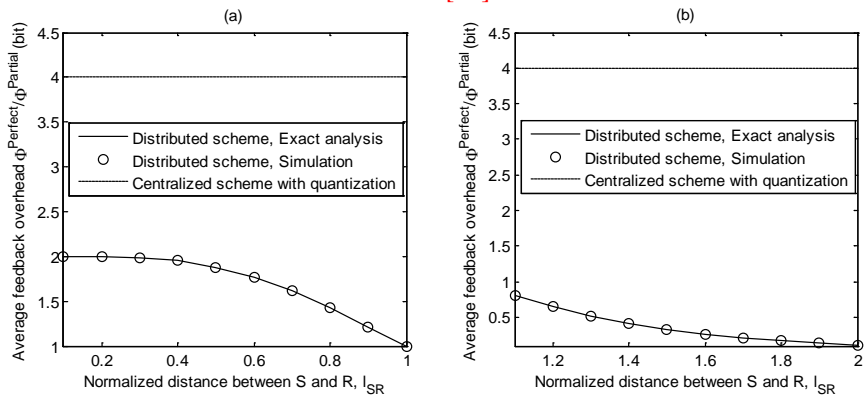 (a)
Average feedback overhead Φ^Perfect/Φ^Partial (bit)
4.5
4
3.5
3
2.5
2
1.5
1
Distributed scheme, Exact analysis
Distributed scheme, Simulation
Centralized scheme with quantization
0.2 0.4 0.6 0.8 1
Normalized distance between S and R, l_SR
(b)
Average feedback overhead Φ^Perfect/Φ^Partial (bit)
4.5
4
3.5
3
2.5
2
1.5
1
0.5
Distributed scheme, Exact analysis
Distributed scheme, Simulation
Centralized scheme with quantization
1.2 1.4 1.6 1.8 2
Normalized distance between S and R, l_SR